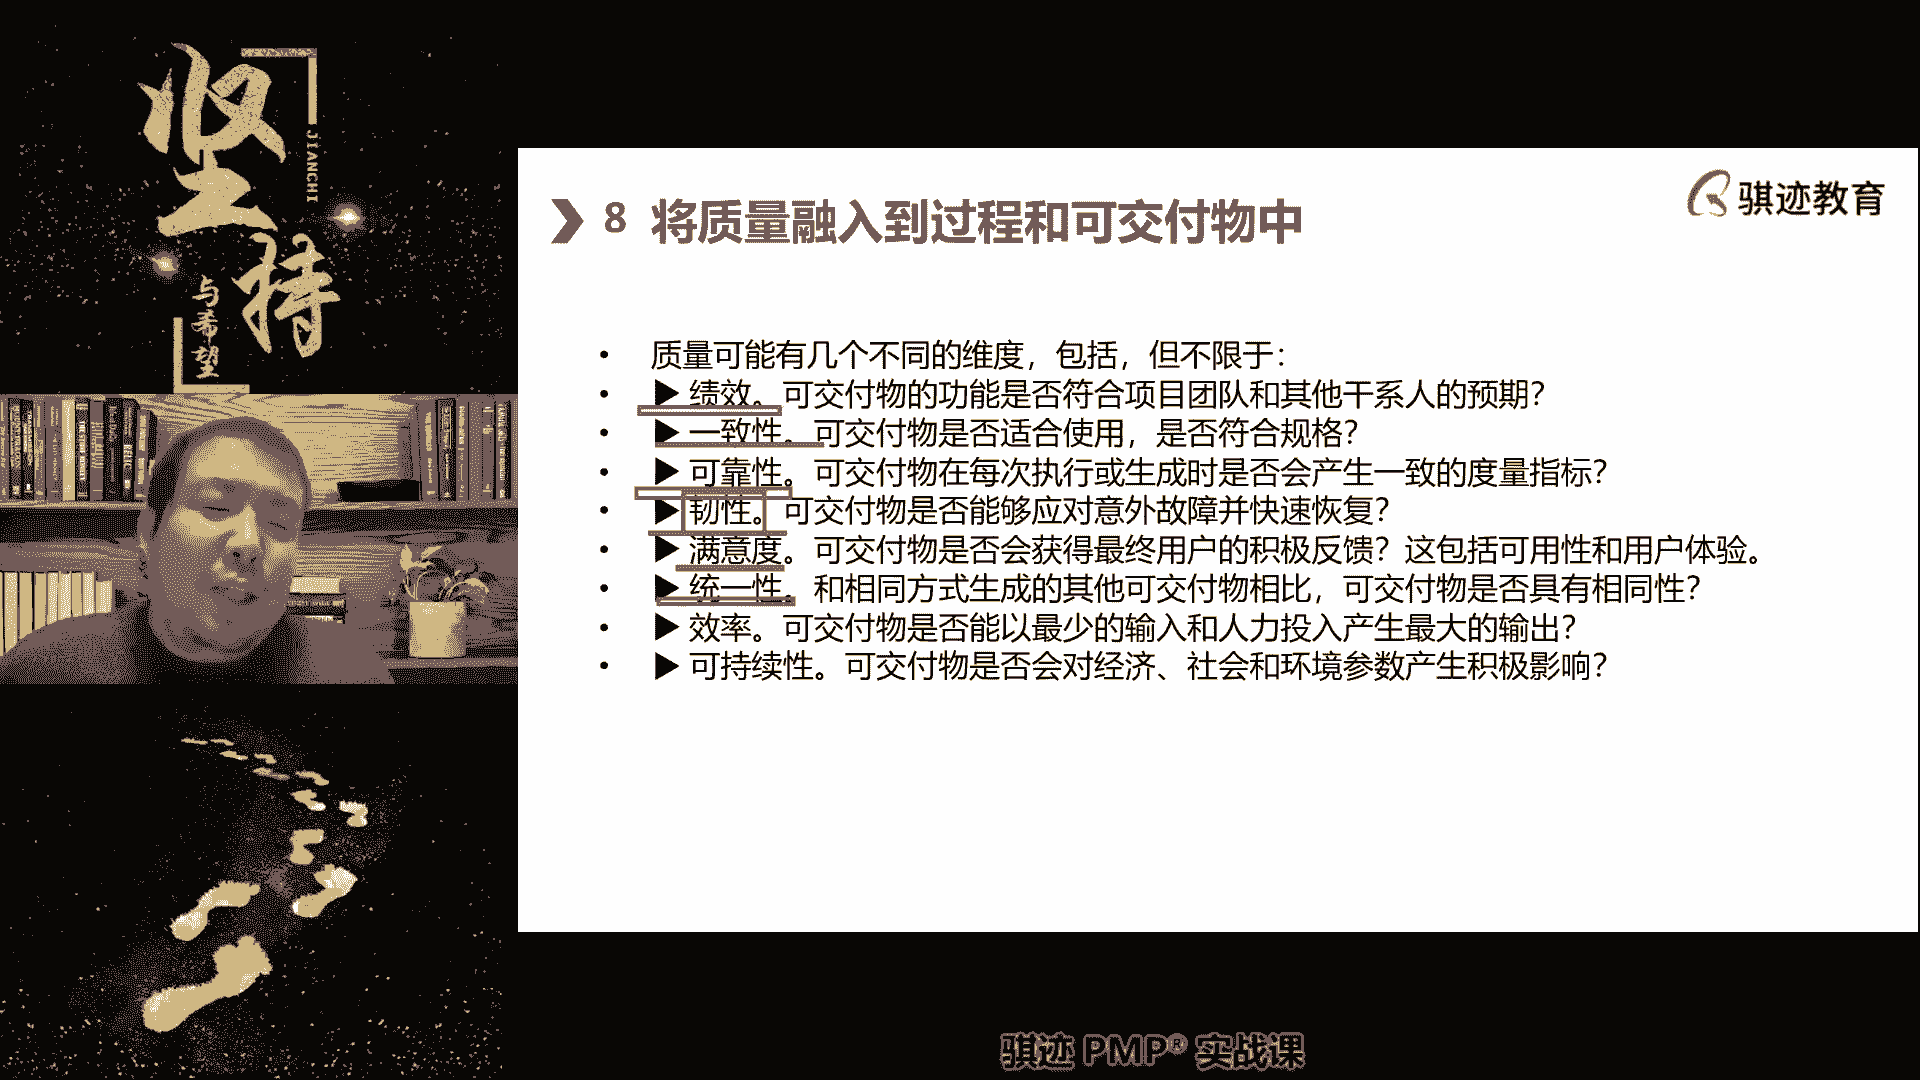 坚持
JIANCHI
与希望
骐迹教育
8 将质量融入到过程和可交付物中
• 质量可能有几个不同的维度，包括，但不限于：
• ▶ 绩效。可交付物的功能是否符合项目团队和其他干系人的预期？
• ▶ 一致性。可交付物是否适合使用，是否符合规格？
• ▶ 可靠性。可交付物在每次执行或生成时是否会产生一致的度量指标？
• ▶ 韧性。可交付物是否能够应对意外故障并快速恢复？
• ▶ 满意度。可交付物是否会获得最终用户的积极反馈？这包括可用性和用户体验。
• ▶ 统一性。和相同方式生成的其他可交付物相比，可交付物是否具有相同性？
• ▶ 效率。可交付物是否能以最少的输入和人力投入产生最大的输出？
• ▶ 可持续性。可交付物是否会对经济、社会和环境参数产生积极影响？
骐迹 PMP® 实战课